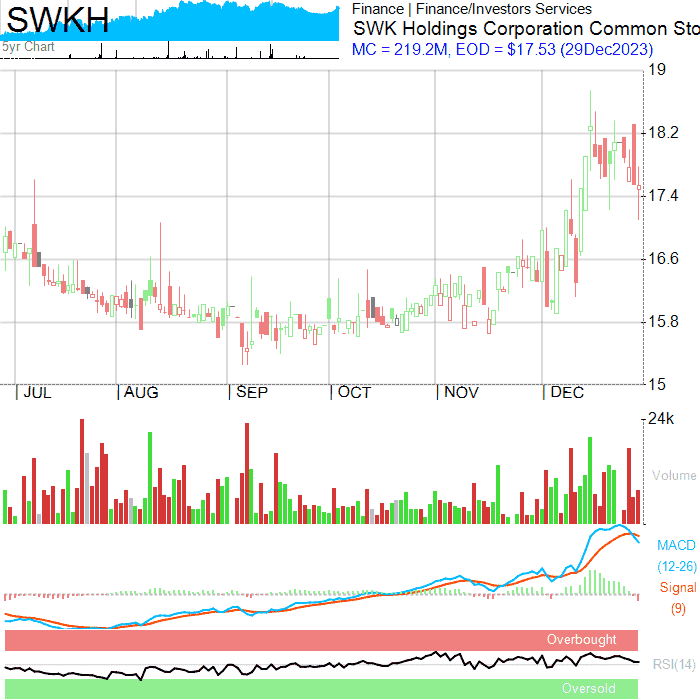 SWKH
5yr Chart
Finance | Finance/Investors Services
SWK Holdings Corporation Common Sto
MC = 219.2M, EOD = $17.53 (29Dec2023)
19
18.2
17.4
16.6
15.8
15
| JUL | AUG | SEP | OCT | NOV | DEC
24k
Volume
MACD
(12-26)
Signal
(9)
Overbought
RSI(14)
Oversold